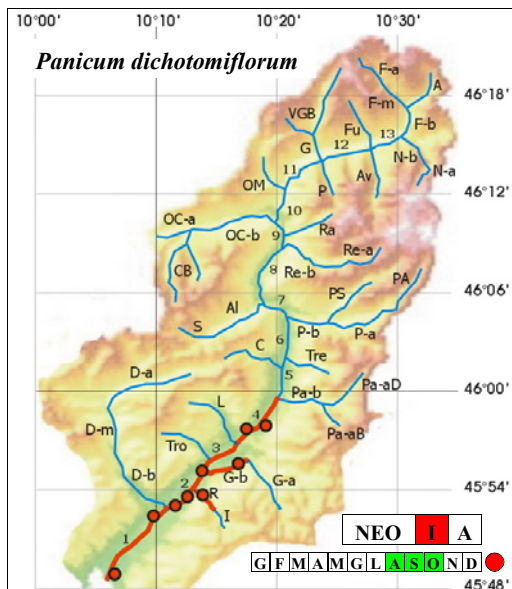 10°00' 10°10' 10°20' 10°30'
Panicum dichotomiflorum
F-a
A
46°18'
VGB
F-m
Fu
13
F-b
G
12
N-b
11
OM
P
Av
N-a
46°12'
OC-a
10
Ra
OC-b
9
Re-a
CB
8
Re-b
PA
46°06'
Al
7
PS
S
P-b
P-a
6
C
Tre
D-a
5
46°00'
Pa-b
Pa-aD
L
4
D-m
Pa-aB
Tro
3
D-b
G-b
G-a
45°54'
2
R
I
1
NEO I A
G F M A M G L A S O N D
45°48'